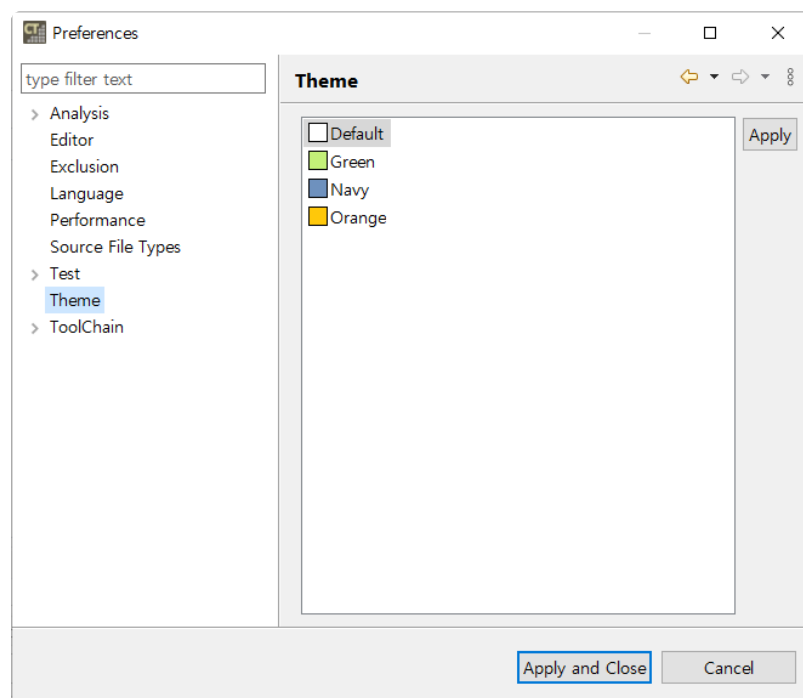 CT
Preferences
type filter text
Analysis
Editor
Exclusion
Language
Performance
Source File Types
Test
Theme
ToolChain
Theme
Default
Green
Navy
Orange
Apply
Apply and Close
Cancel